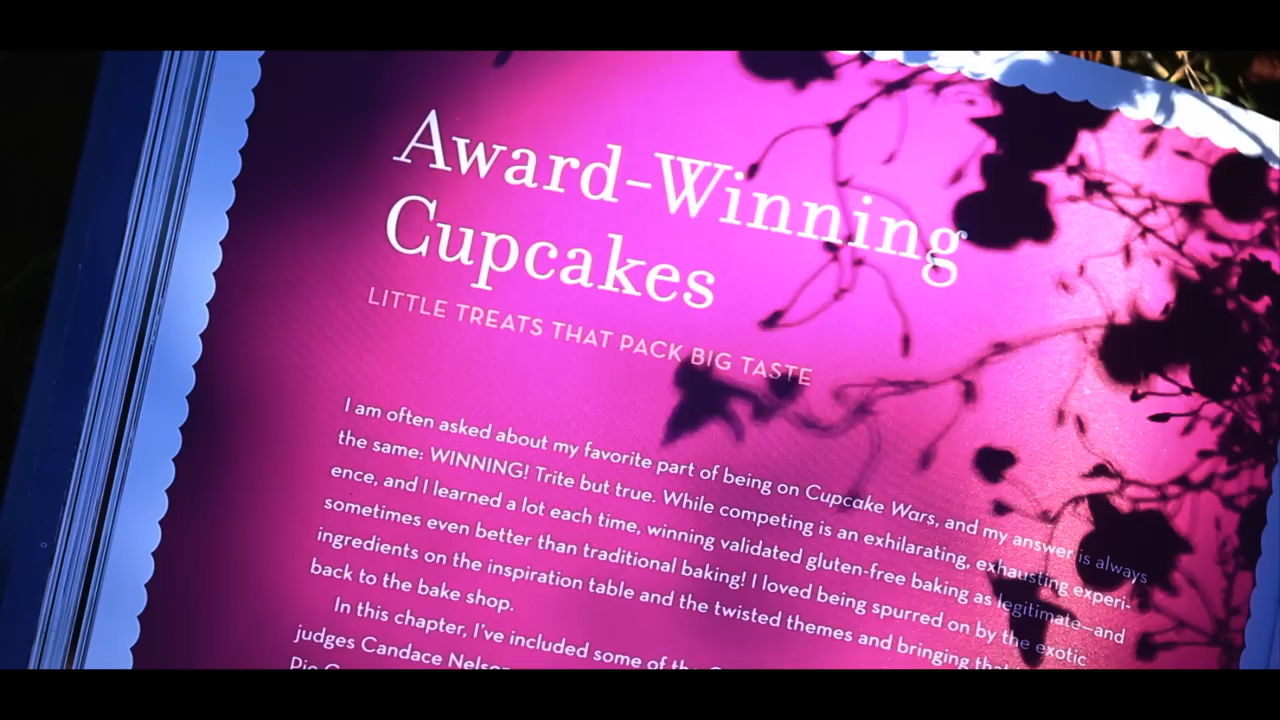 Award-Winning
Cupcakes
LITTLE TREATS THAT PACK BIG TASTE
I am often asked about my favorite part of being on Cupcake Wars, and my answer is always
the same: WINNING! Trite but true. While competing is an exhilarating, exhausting experi-
ence, and I learned a lot each time, winning validated gluten-free baking as legitimate—and
sometimes even better than traditional baking! I loved being spurred on by the exotic
ingredients on the inspiration table and the twisted themes and bringing that
back to the bake shop.
In this chapter, I've included some of the
judges Candace Nelson